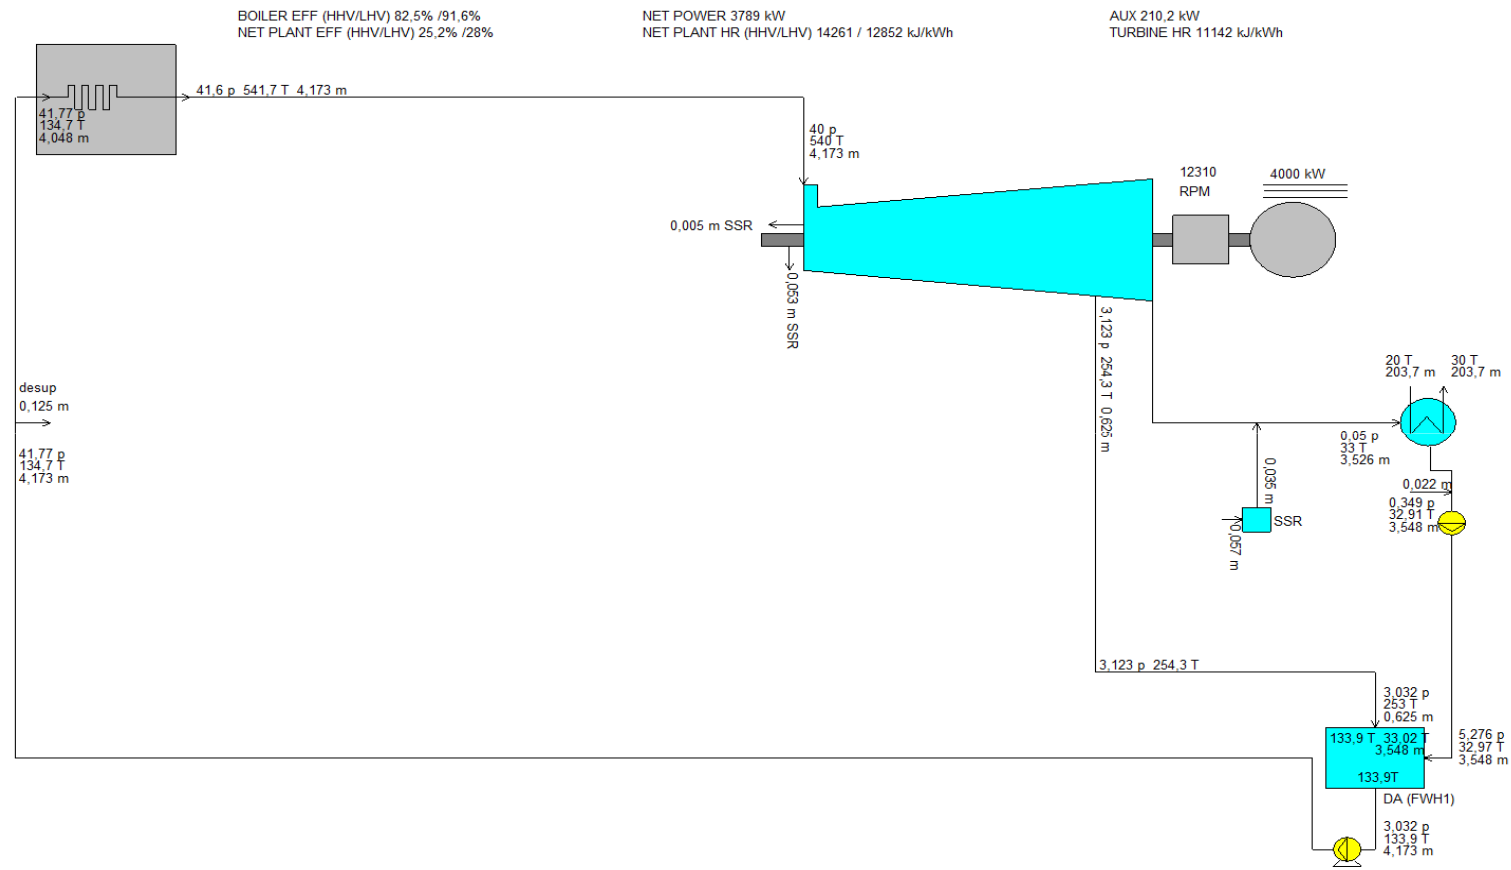 BOILER EFF (HHV/LHV) 82,5% /91,6%
NET PLANT EFF (HHV/LHV) 25,2% /28%
NET POWER 3789 kW
NET PLANT HR (HHV/LHV) 14261 / 12852 kJ/kWh
AUX 210,2 kW
TURBINE HR 11142 kJ/kWh
41,77 p
134,7 T
4,048 m
41,6 p 541,7 T 4,173 m
40 p
540 T
4,173 m
12310
RPM
4000 kW
0,005 m SSR
0,053 m SSR
3,123 p 254,3 T 0,625 m
desup
0,125 m
41,77 p
134,7 T
4,173 m
20 T
203,7 m
30 T
203,7 m
0,05 p
33 T
3,526 m
0,035 m
SSR
0,057 m
0,022 m
0,349 p
32,91 T
3,548 m
3,123 p 254,3 T
3,032 p
253 T
0,625 m
133,9 T 33,02 T
3,548 m
133,9T
5,276 p
32,97 T
3,548 m
DA (FWH1)
3,032 p
133,9 T
4,173 m